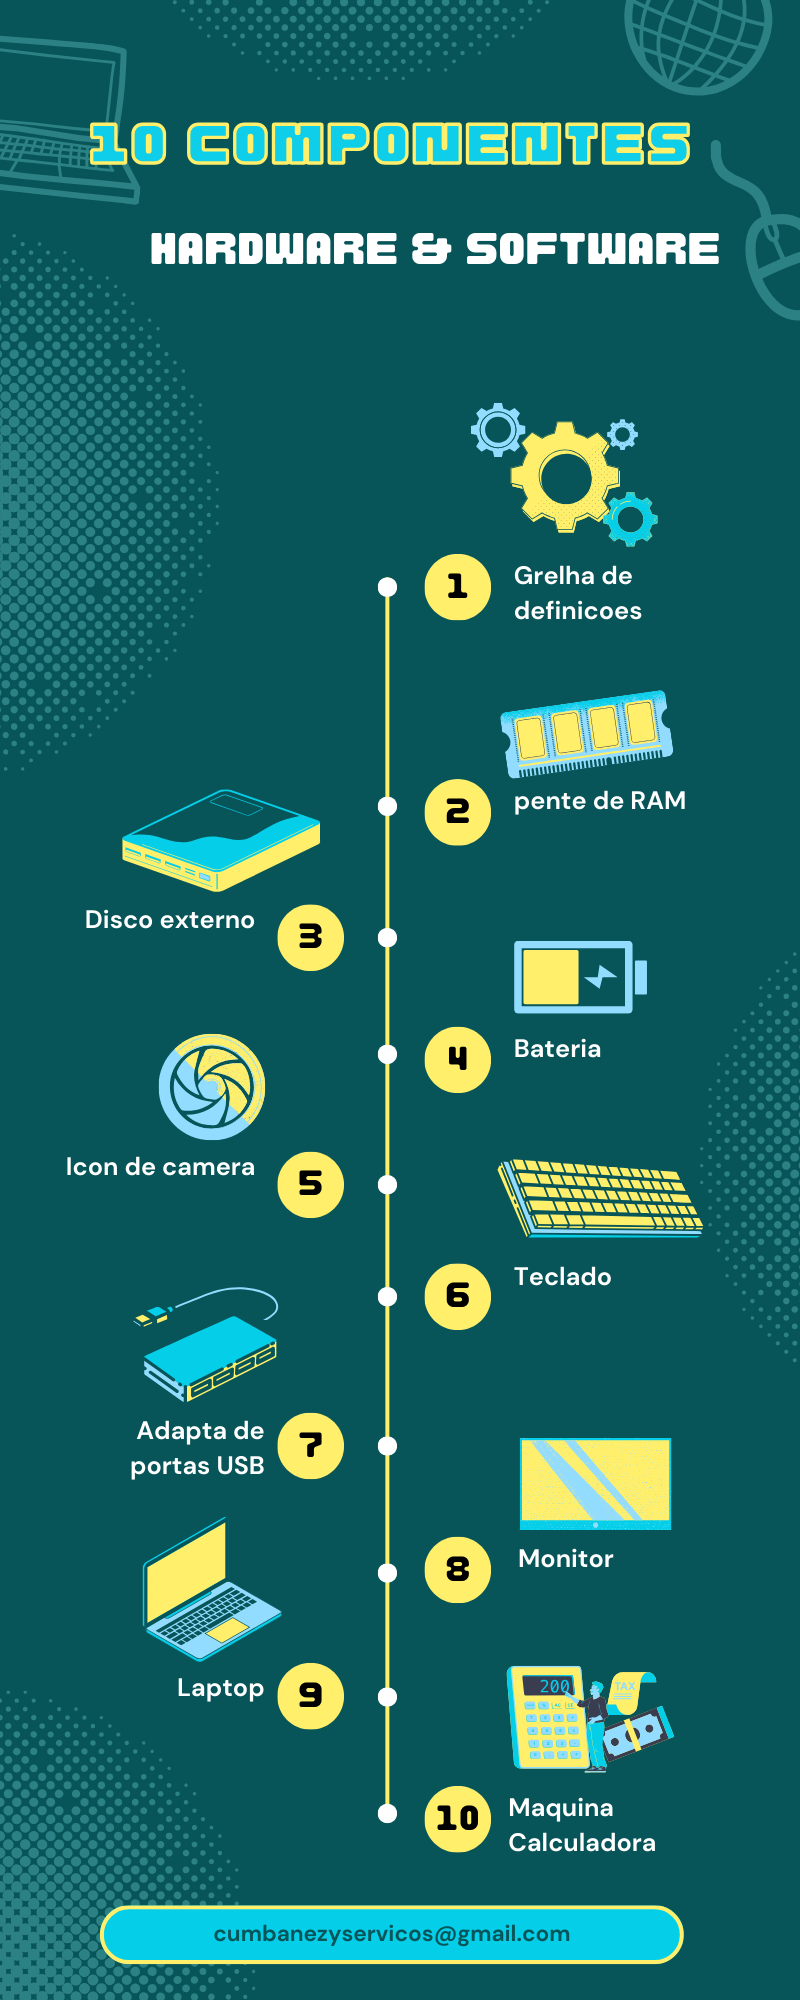 10 COMPONENTES
HARDWARE & SOFTWARE
1
Grelha de
definicoes
2
pente de RAM
Disco externo
3
4
Bateria
Icon de camera
5
6
Teclado
Adapta de
portas USB
7
8
Monitor
Laptop
9
200
TAX
10
Maquina
Calculadora
cumbanezyservicos@gmail.com